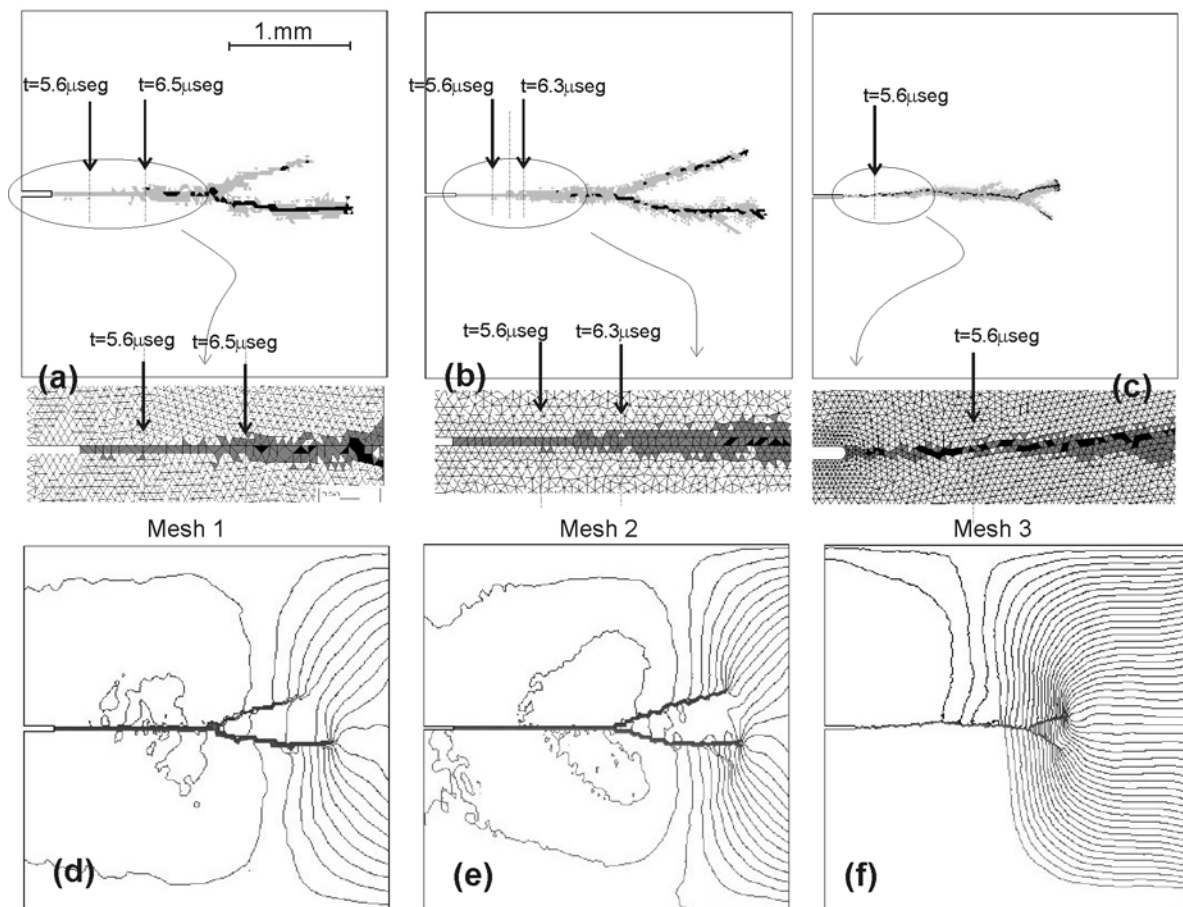 1.mm
t=5.6μseg
t=6.5μseg
t=5.6μseg
t=6.3μseg
t=5.6μseg
t=5.6μseg
t=6.5μseg
t=5.6μseg
t=6.3μseg
t=5.6μseg
(a)
(b)
(c)
Mesh 1
Mesh 2
Mesh 3
(d)
(e)
(f)